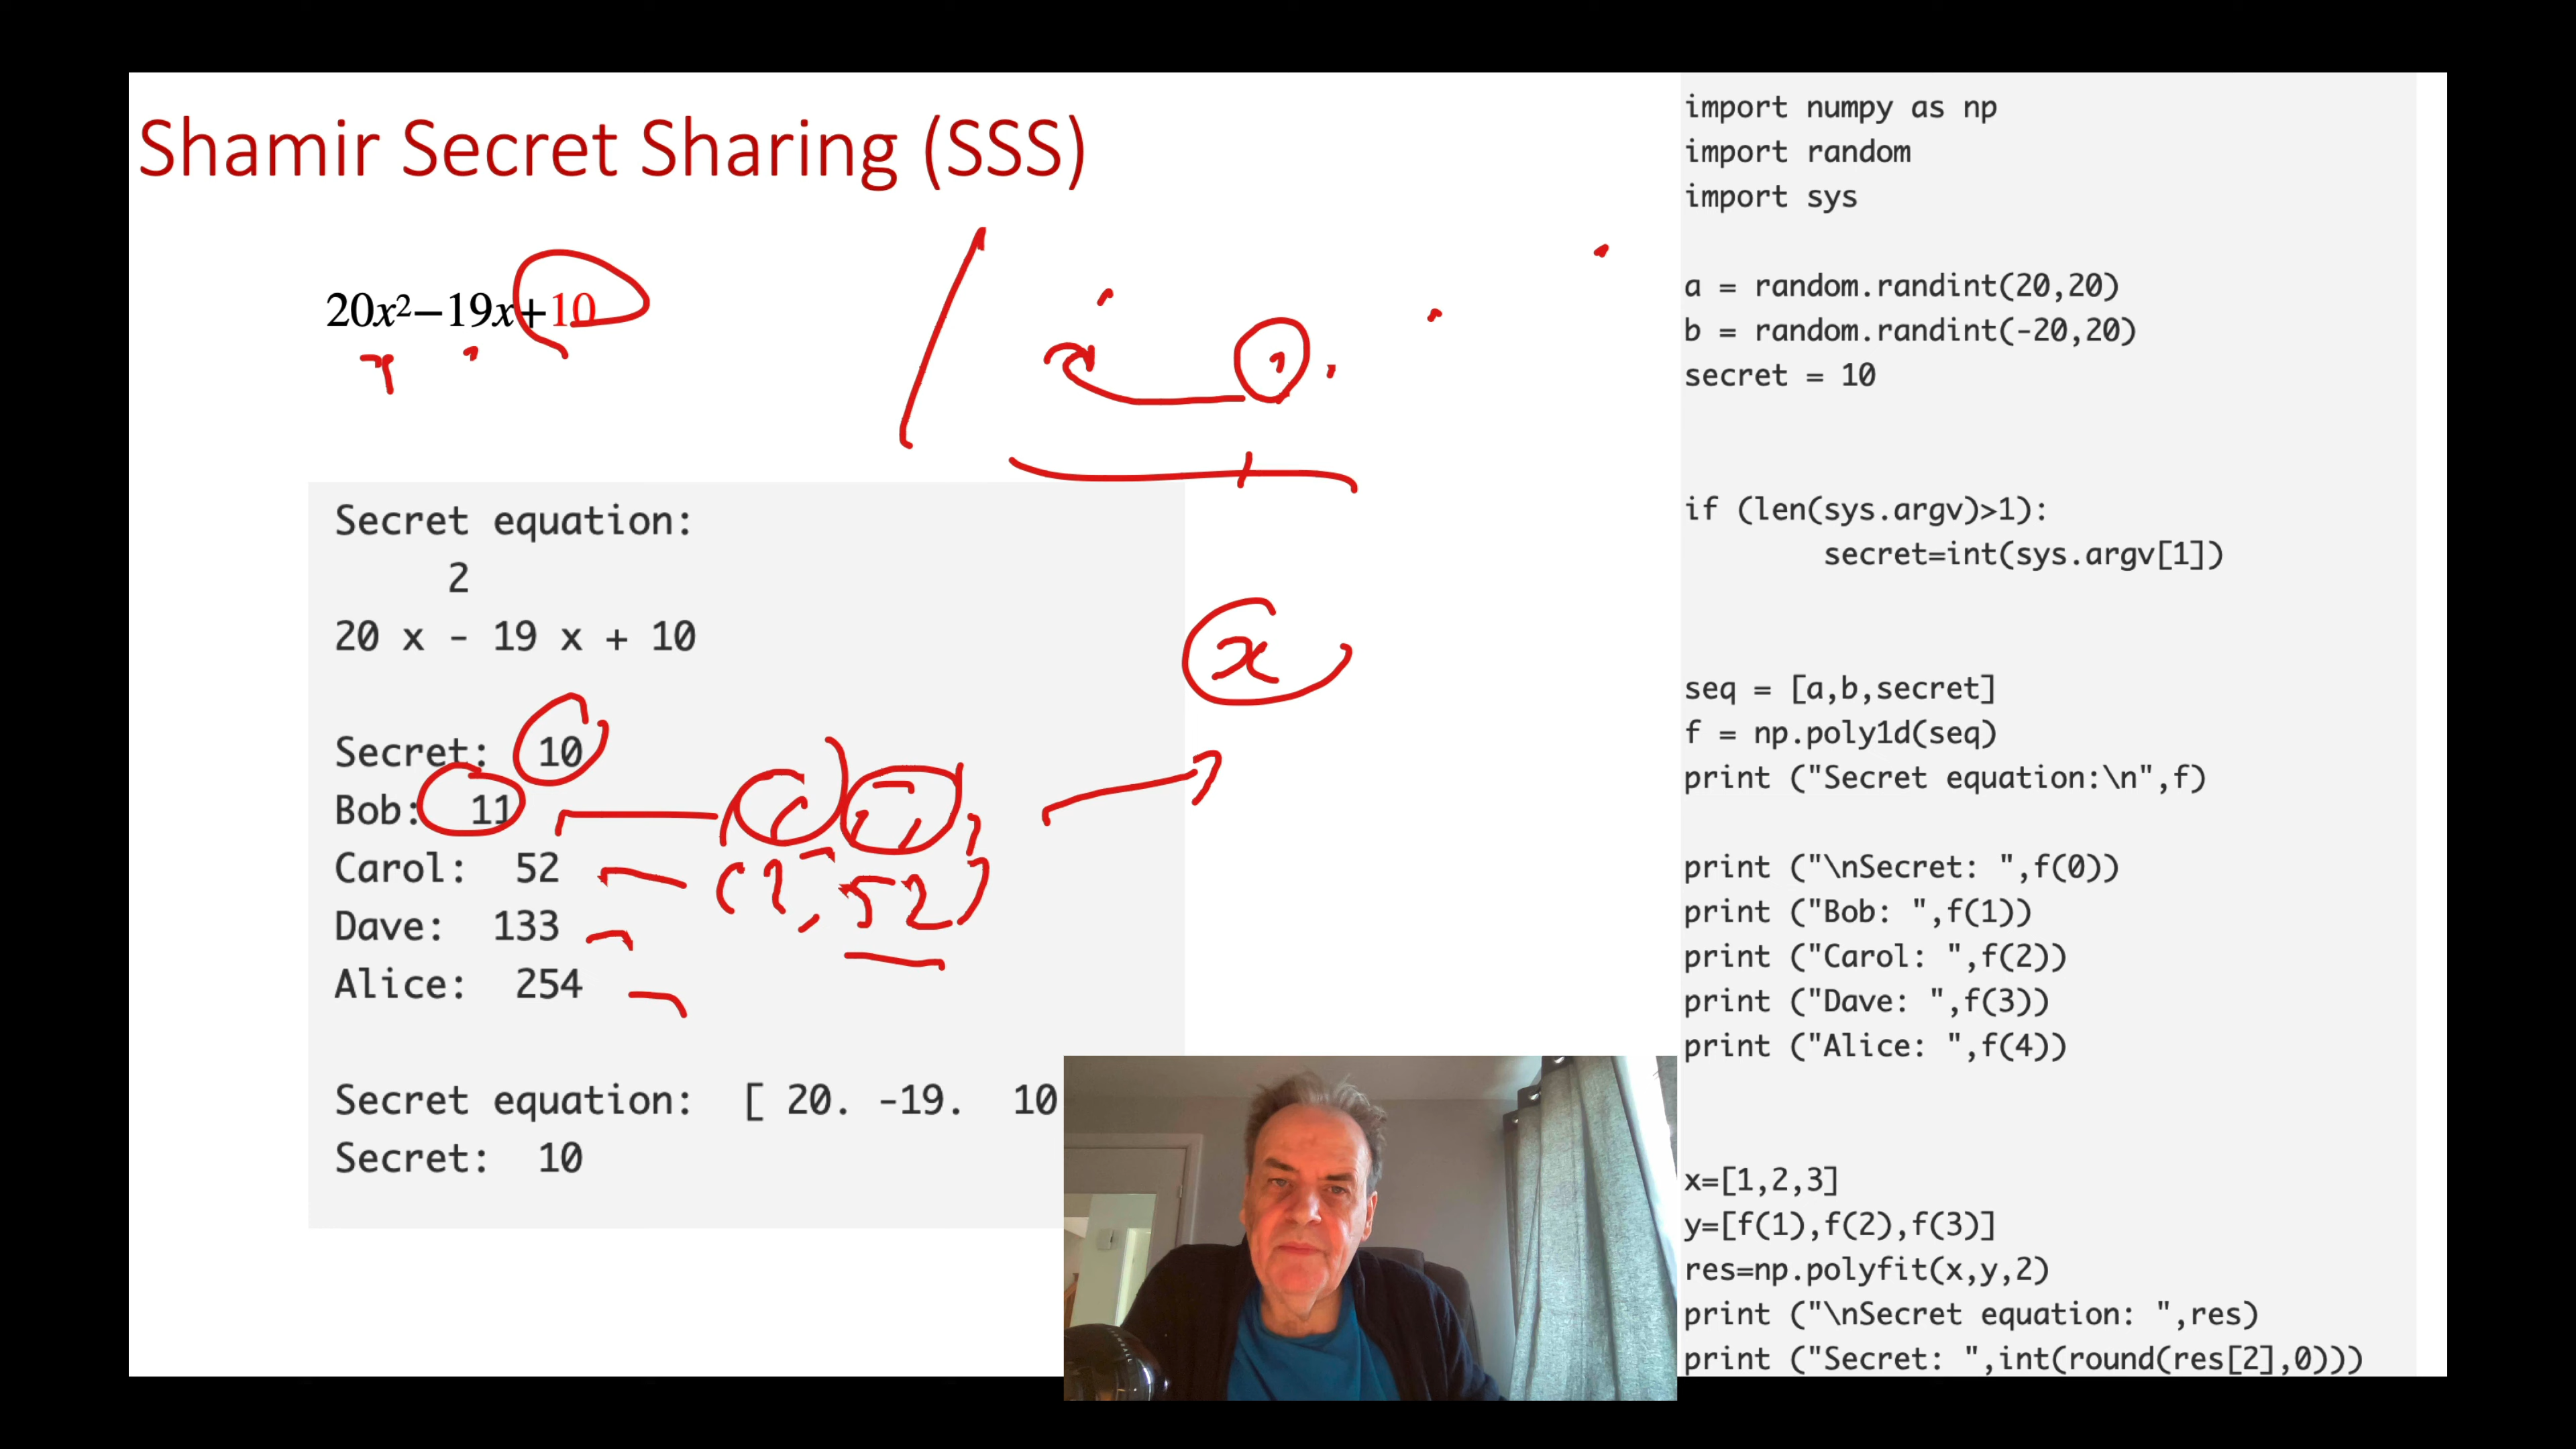 Shamir Secret Sharing (SSS)
20x²−19x+10
Secret equation:
2
20 x - 19 x + 10
Secret: 10
Bob: 11
Carol: 52
Dave: 133
Alice: 254
Secret equation: [ 20. -19. 10
Secret: 10
x
(2, 52)
import numpy as np
import random
import sys
a = random.randint(20,20)
b = random.randint(-20,20)
secret = 10
if (len(sys.argv)>1):
secret=int(sys.argv[1])
seq = [a,b,secret]
f = np.poly1d(seq)
print ("Secret equation:\n",f)
print ("\nSecret: ",f(0))
print ("Bob: ",f(1))
print ("Carol: ",f(2))
print ("Dave: ",f(3))
print ("Alice: ",f(4))
x=[1,2,3]
y=[f(1),f(2),f(3)]
res=np.polyfit(x,y,2)
print ("\nSecret equation: ",res)
print ("Secret: ",int(round(res[2],0)))